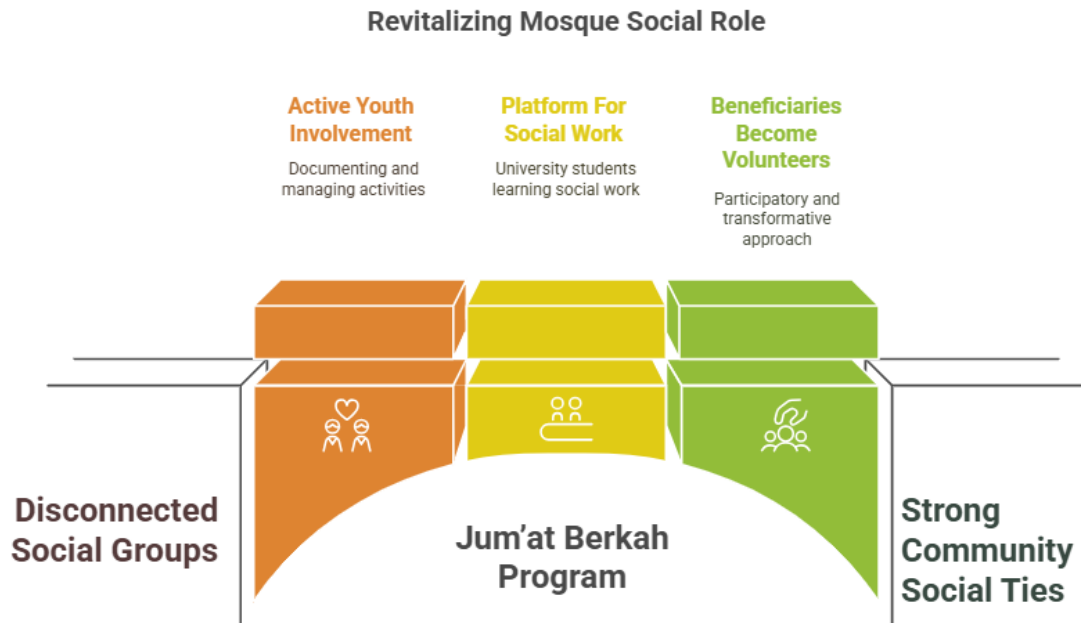 Revitalizing Mosque Social Role
Active Youth
Involvement
Documenting and
managing activities
Platform For
Social Work
University students
learning social work
Beneficiaries
Become
Volunteers
Participatory and
transformative
approach
Disconnected
Social Groups
Jum’at Berkah
Program
Strong
Community
Social Ties